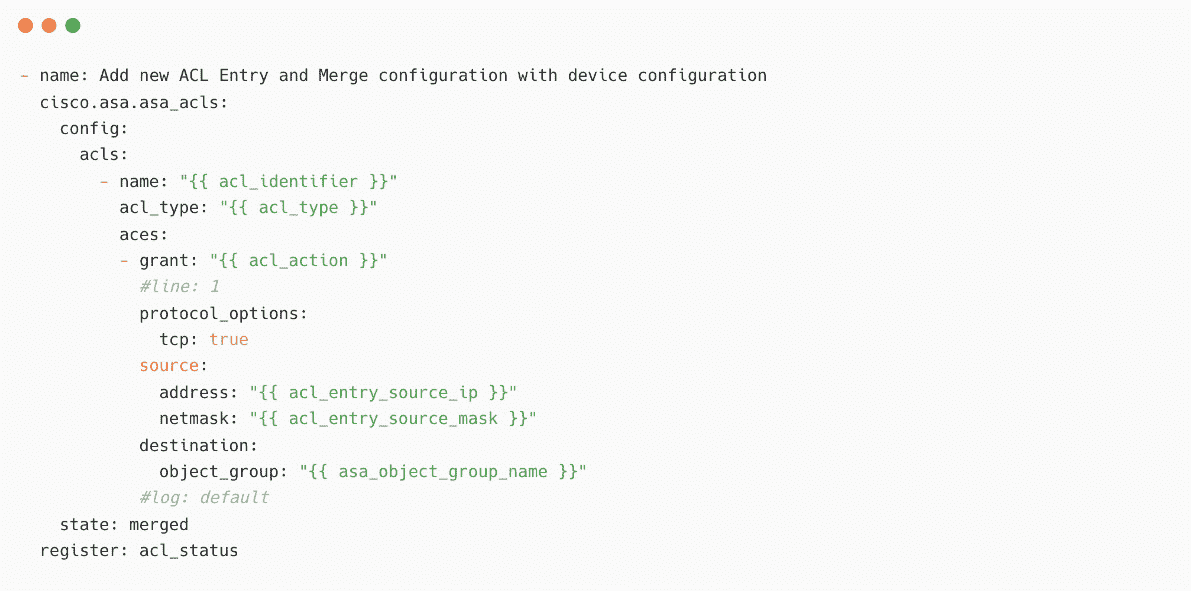 - name: Add new ACL Entry and Merge configuration with device configuration
  cisco.asa.asa_acls:
    config:
      acls:
        - name: "{{ acl_identifier }}"
          acl_type: "{{ acl_type }}"
          aces:
          - grant: "{{ acl_action }}"
            #line: 1
            protocol_options:
              tcp: true
            source:
              address: "{{ acl_entry_source_ip }}"
              netmask: "{{ acl_entry_source_mask }}"
            destination:
              object_group: "{{ asa_object_group_name }}"
            #log: default
    state: merged
  register: acl_status